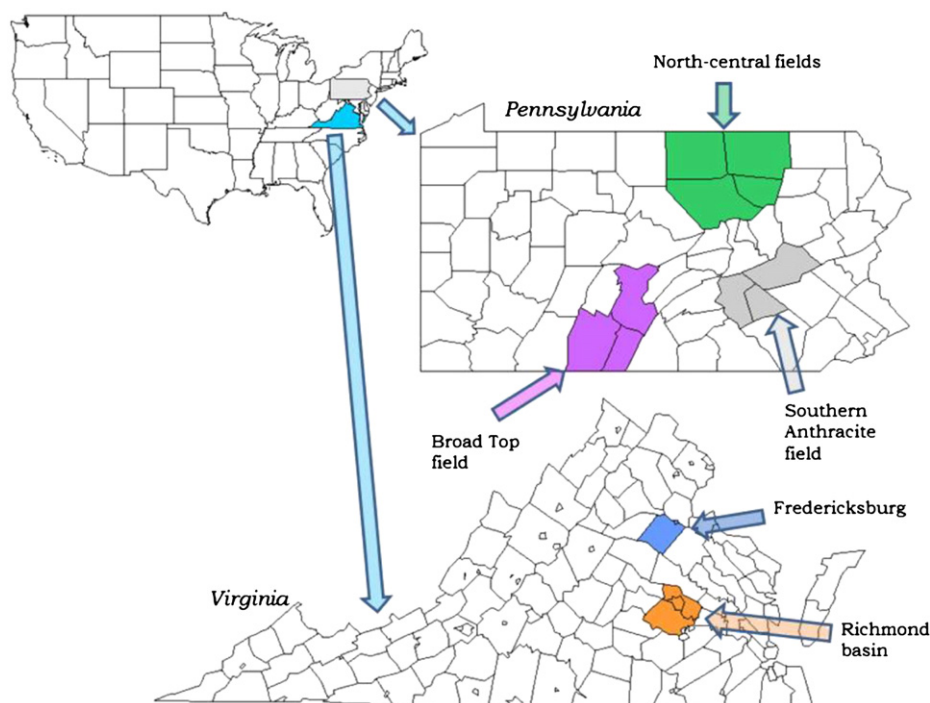 North-central fields
Pennsylvania
Southern
Anthracite
field
Broad Top
field
Fredericksburg
Virginia
Richmond
basin